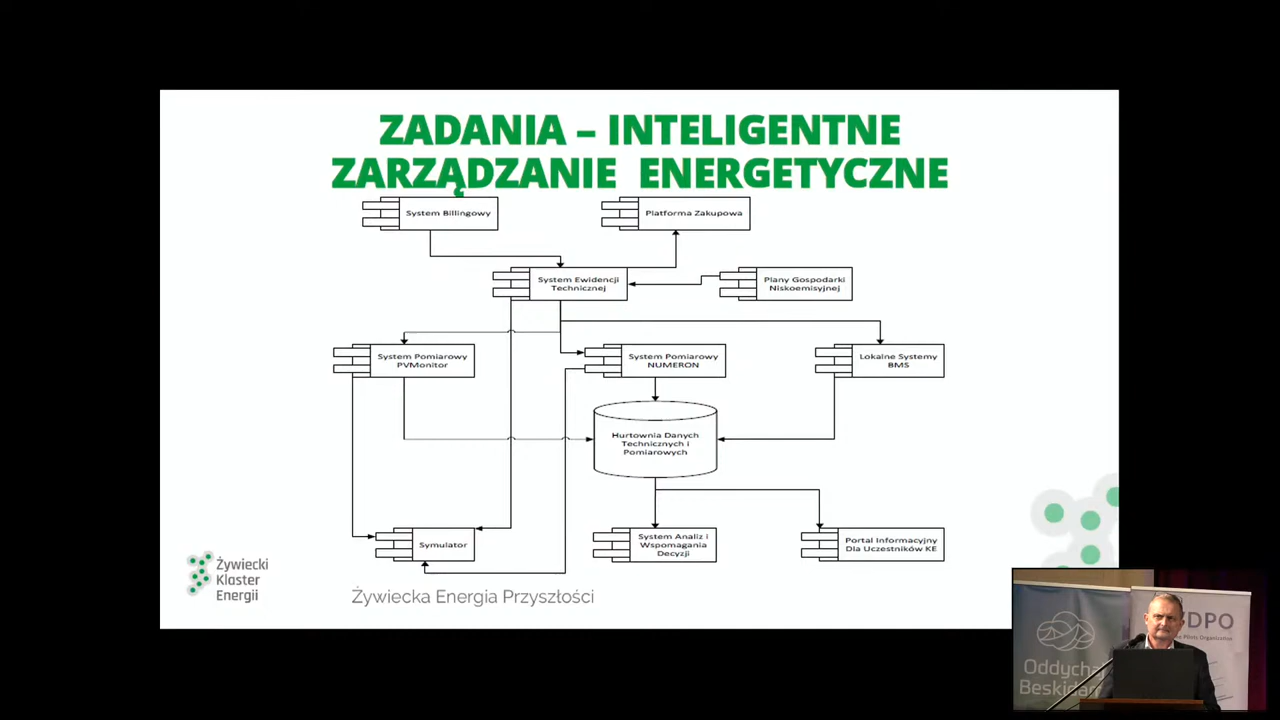 ZADANIA – INTELIGENTNE
ZARZĄDZANIE ENERGETYCZNE
System Billingowy
Platforma Zakupowa
System Ewidencji
Technicznej
Plany Gospodarki
Niskoemisyjnej
System Pomiarowy
PVMonitor
System Pomiarowy
NUMERON
Lokalne Systemy
BMS
Hurtownia Danych
Technicznych i
Pomiarowych
Symulator
System Analiz i
Wspomagania
Decyzji
Portal Informacyjny
Dla Uczestników KE
Żywiecki
Klaster
Energii
Żywiecka Energia Przyszłości
Oddychaj
Beskidam
DPO